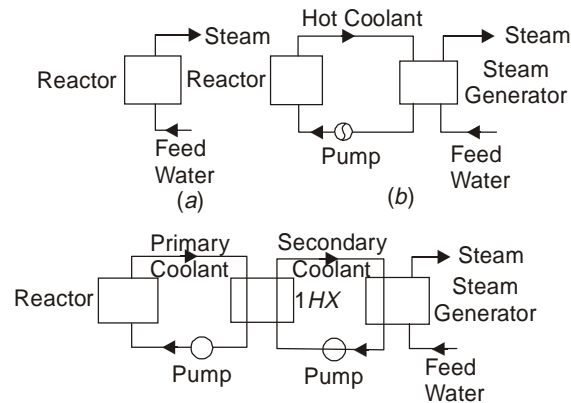 Steam
Reactor
Feed
Water
(a)
Hot Coolant
Steam
Reactor
Steam
Generator
Pump
Feed
Water
(b)
Primary
Coolant
Secondary
Coolant
Steam
Reactor
1HX
Steam
Generator
Pump
Pump
Feed
Water